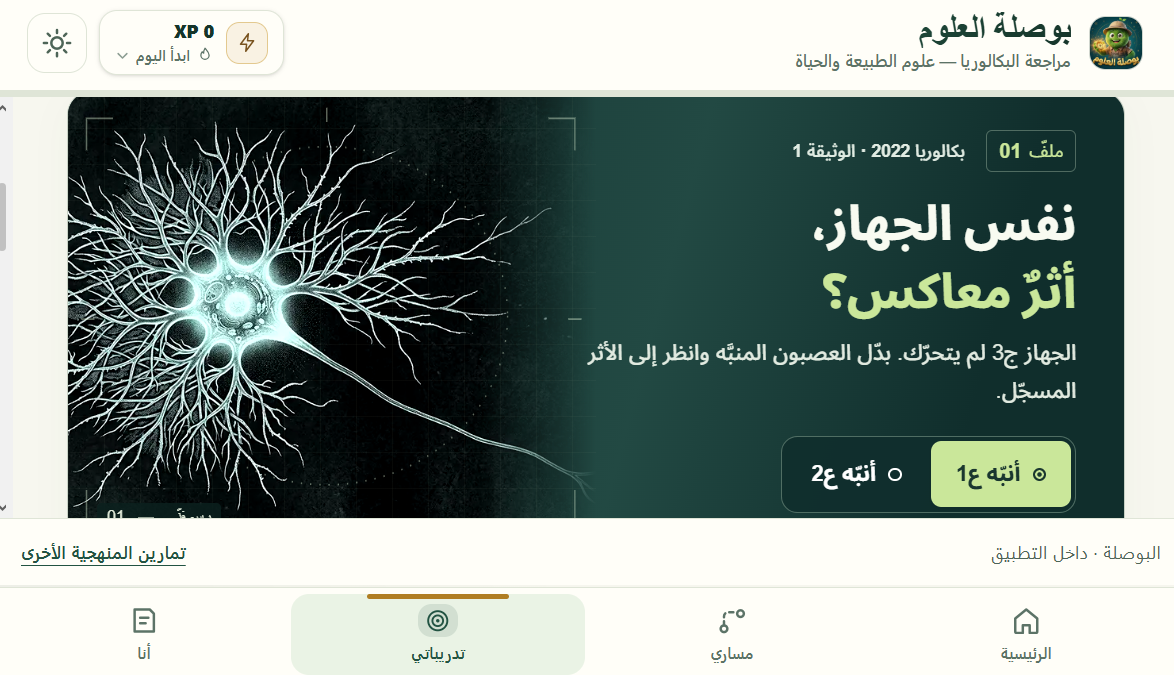 بوصلة العلوم
مراجعة البكالوريا — علوم الطبيعة والحياة
XP 0
ابدأ اليوم
بوصلة العلوم
ملفّ 01
بكالوريا 2022 · الوثيقة 1
نفس الجهاز،
أثرٌ معاكس؟
الجهاز ج3 لم يتحرّك. بدّل العصبون المنبَّه وانظر إلى الأثر
المسجّل.
أنبّه ع1
أنبّه ع2
01 —
البوصلة · داخل التطبيق
تمارين المنهجية الأخرى
الرئيسية
مساري
تدريباتي
أنا